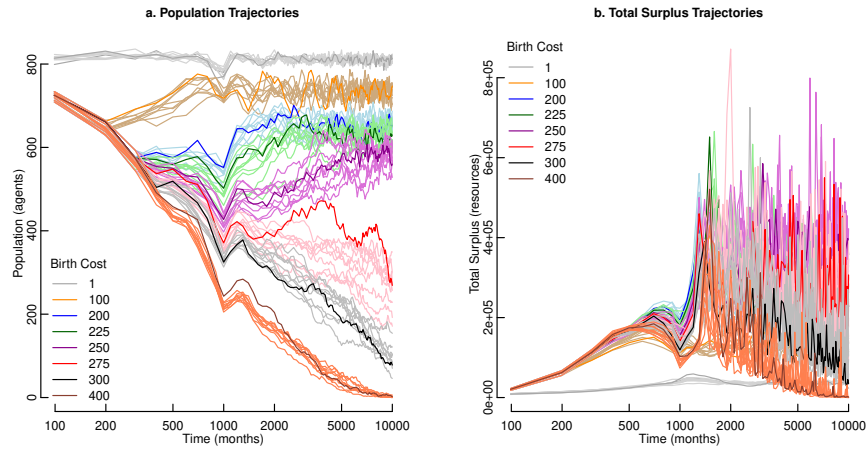 a. Population Trajectories
Population (agents)
0
200
400
600
800
Birth Cost
1
100
200
225
250
275
300
400
100
200
500
1000
2000
5000
10000
Time (months)
b. Total Surplus Trajectories
Total Surplus (resources)
0e+00
2e+05
4e+05
6e+05
8e+05
Birth Cost
1
100
200
225
250
275
300
400
100
200
500
1000
2000
5000
10000
Time (months)